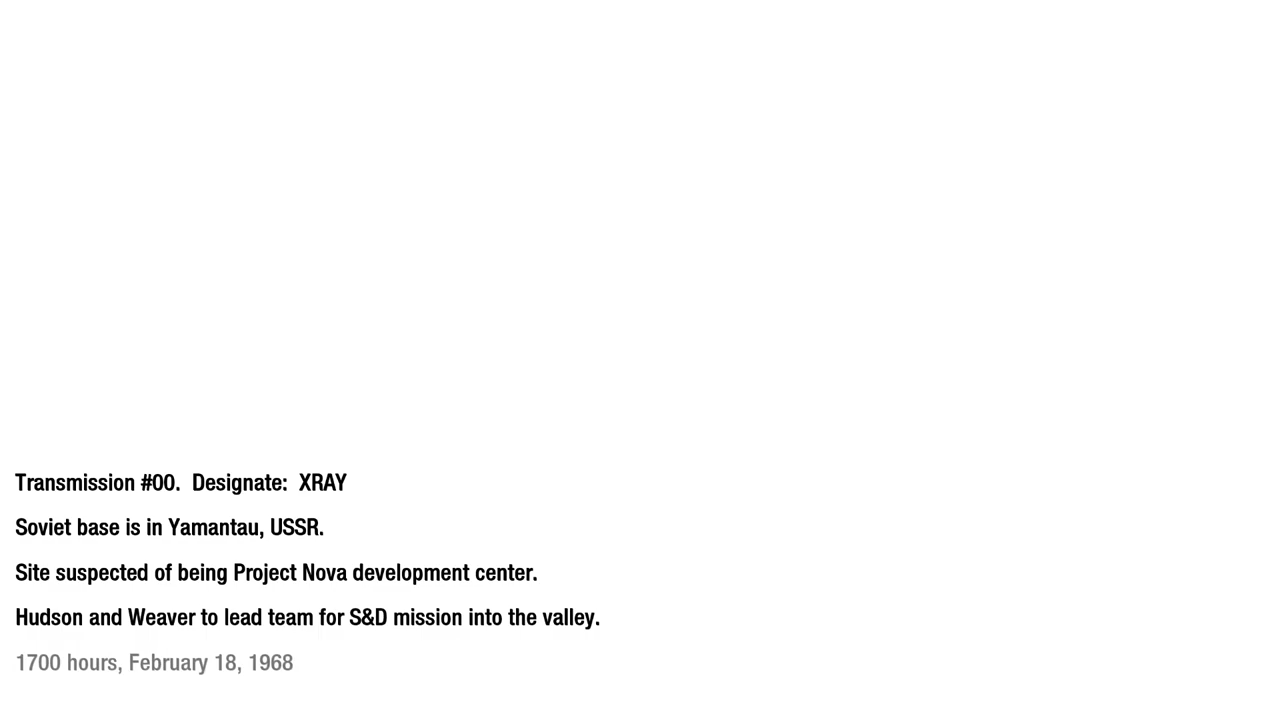 Transmission #00.  Designate:  XRAY
Soviet base is in Yamantau, USSR.
Site suspected of being Project Nova development center.
Hudson and Weaver to lead team for S&D mission into the valley.
1700 hours, February 18, 1968